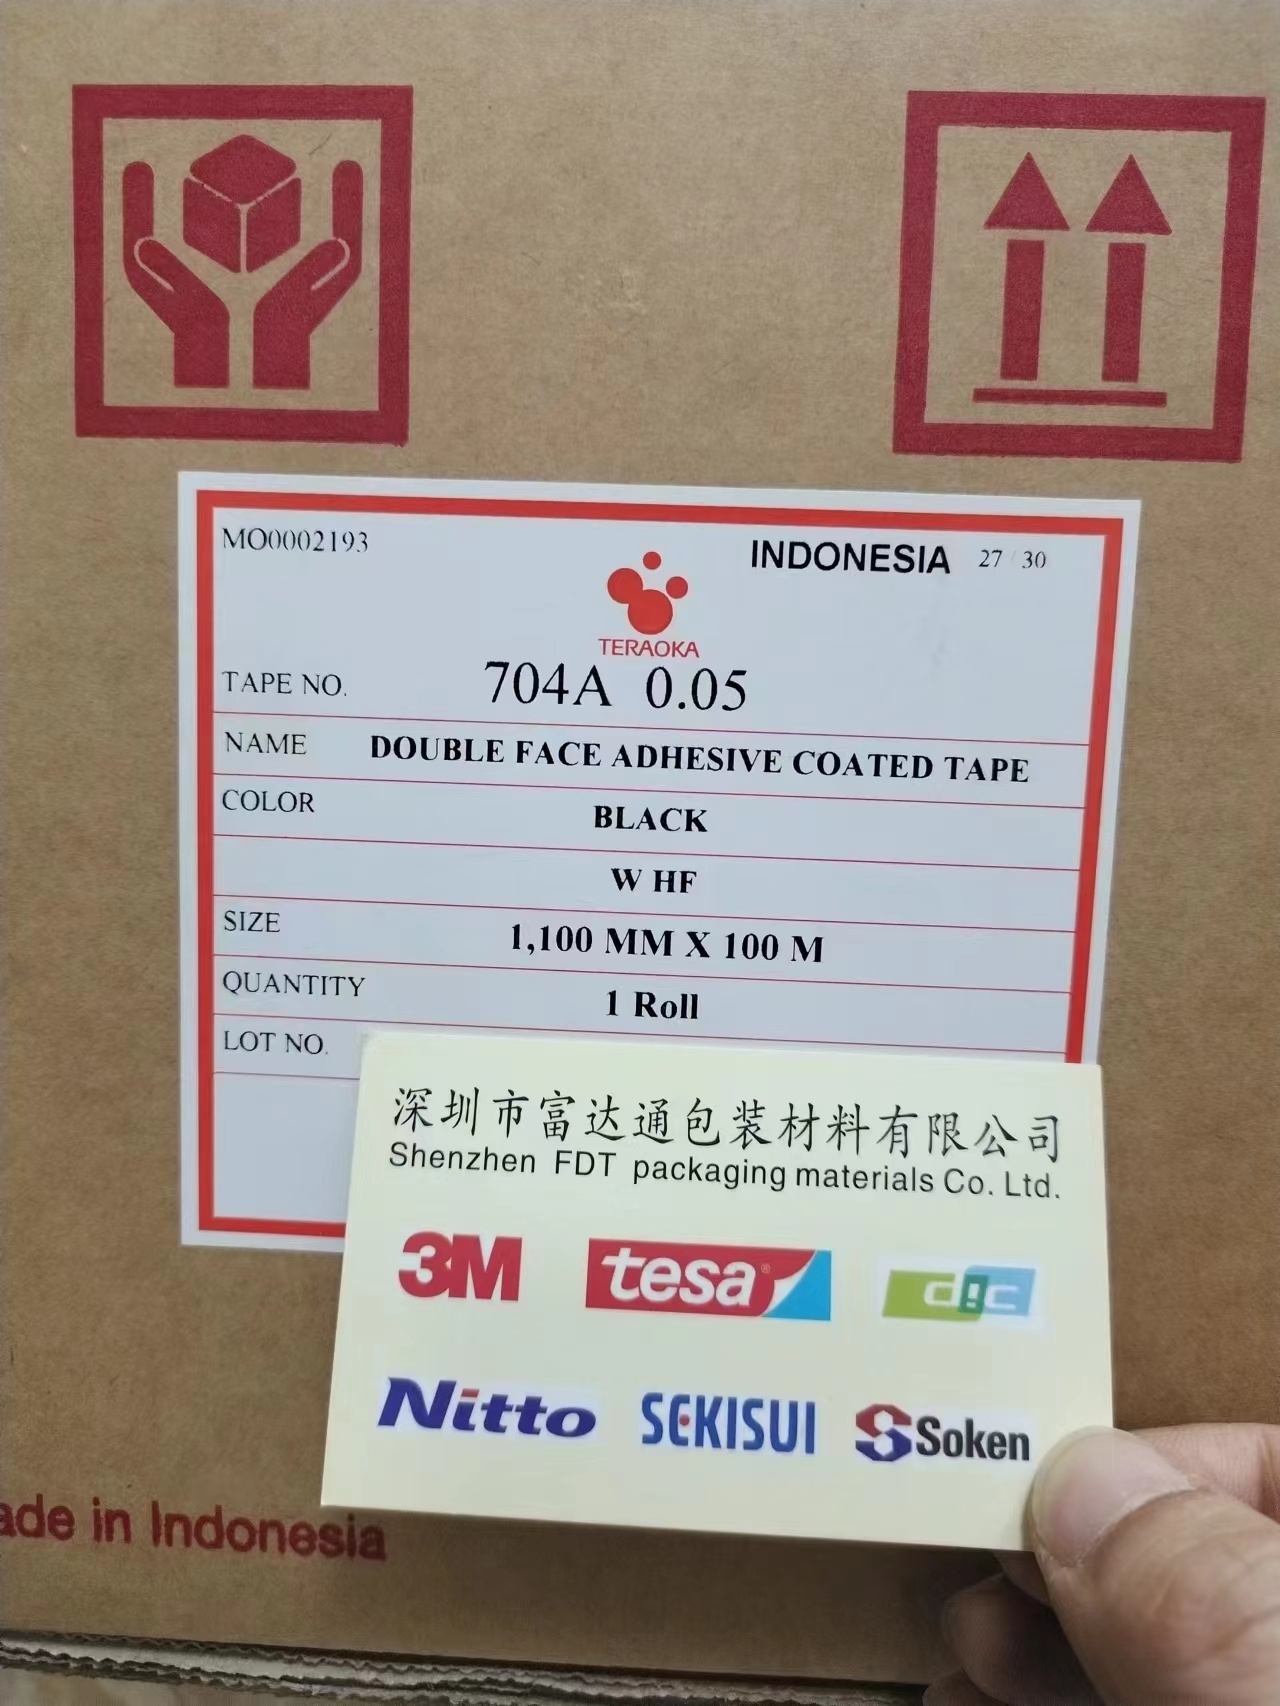 MO0002193
INDONESIA 27 / 30
TERAOKA
TAPE NO. 704A 0.05
NAME DOUBLE FACE ADHESIVE COATED TAPE
COLOR BLACK
W HF
SIZE 1,100 MM X 100 M
QUANTITY 1 Roll
LOT NO.
深圳市富达通包装材料有限公司
Shenzhen FDT packaging materials Co. Ltd.
3M tesa® dic
Nitto SEKISUI Soken
ade in Indonesia